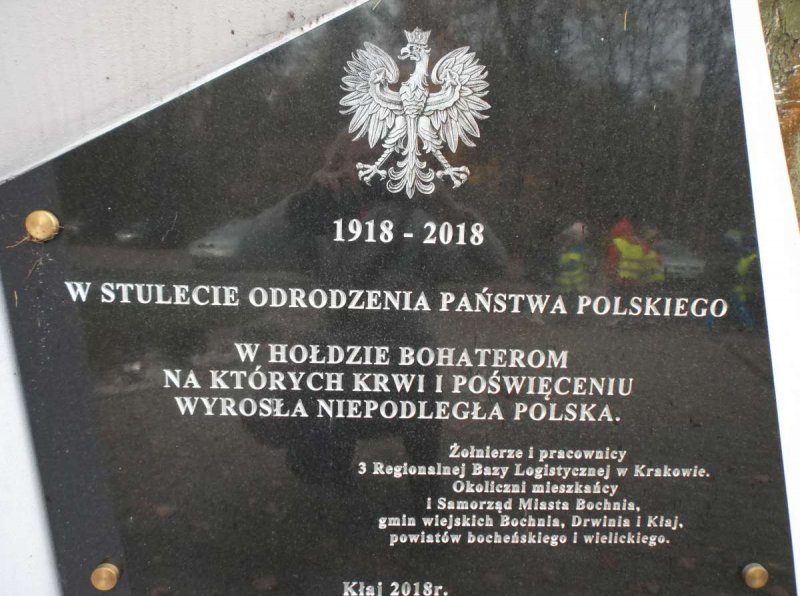 1918 - 2018
W STULECIE ODRODZENIA PAŃSTWA POLSKIEGO
W HOŁDZIE BOHATEROM
NA KTÓRYCH KRWI I POŚWIĘCENIU
WYROSŁA NIEPODLEGŁA POLSKA.
Żołnierze i pracownicy
3 Regionalnej Bazy Logistycznej w Krakowie.
Okoliczni mieszkańcy
i Samorząd Miasta Bochnia,
gmin wiejskich Bochnia, Drwinia i Kłaj,
powiatów bocheńskiego i wielickiego.
Kłaj 2018r.